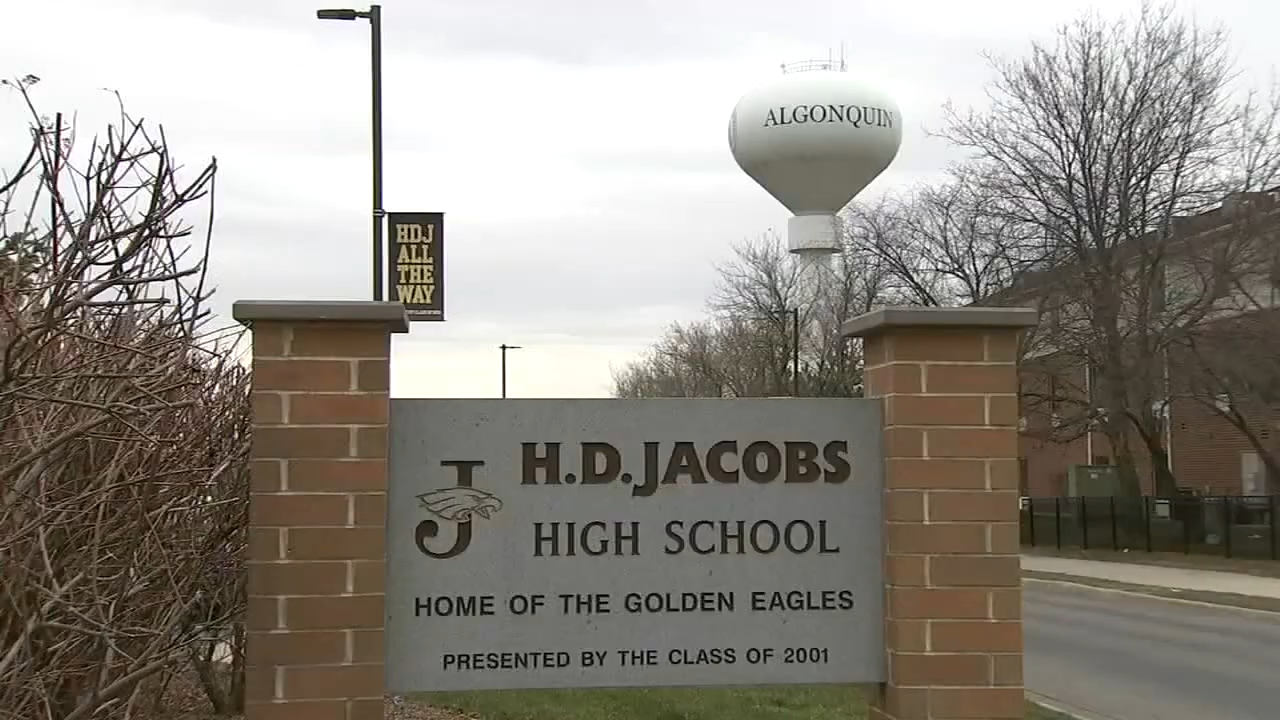 ALGONQUIN
HDJ
ALL
THE
WAY
J
H.D.JACOBS
HIGH SCHOOL
HOME OF THE GOLDEN EAGLES
PRESENTED BY THE CLASS OF 2001